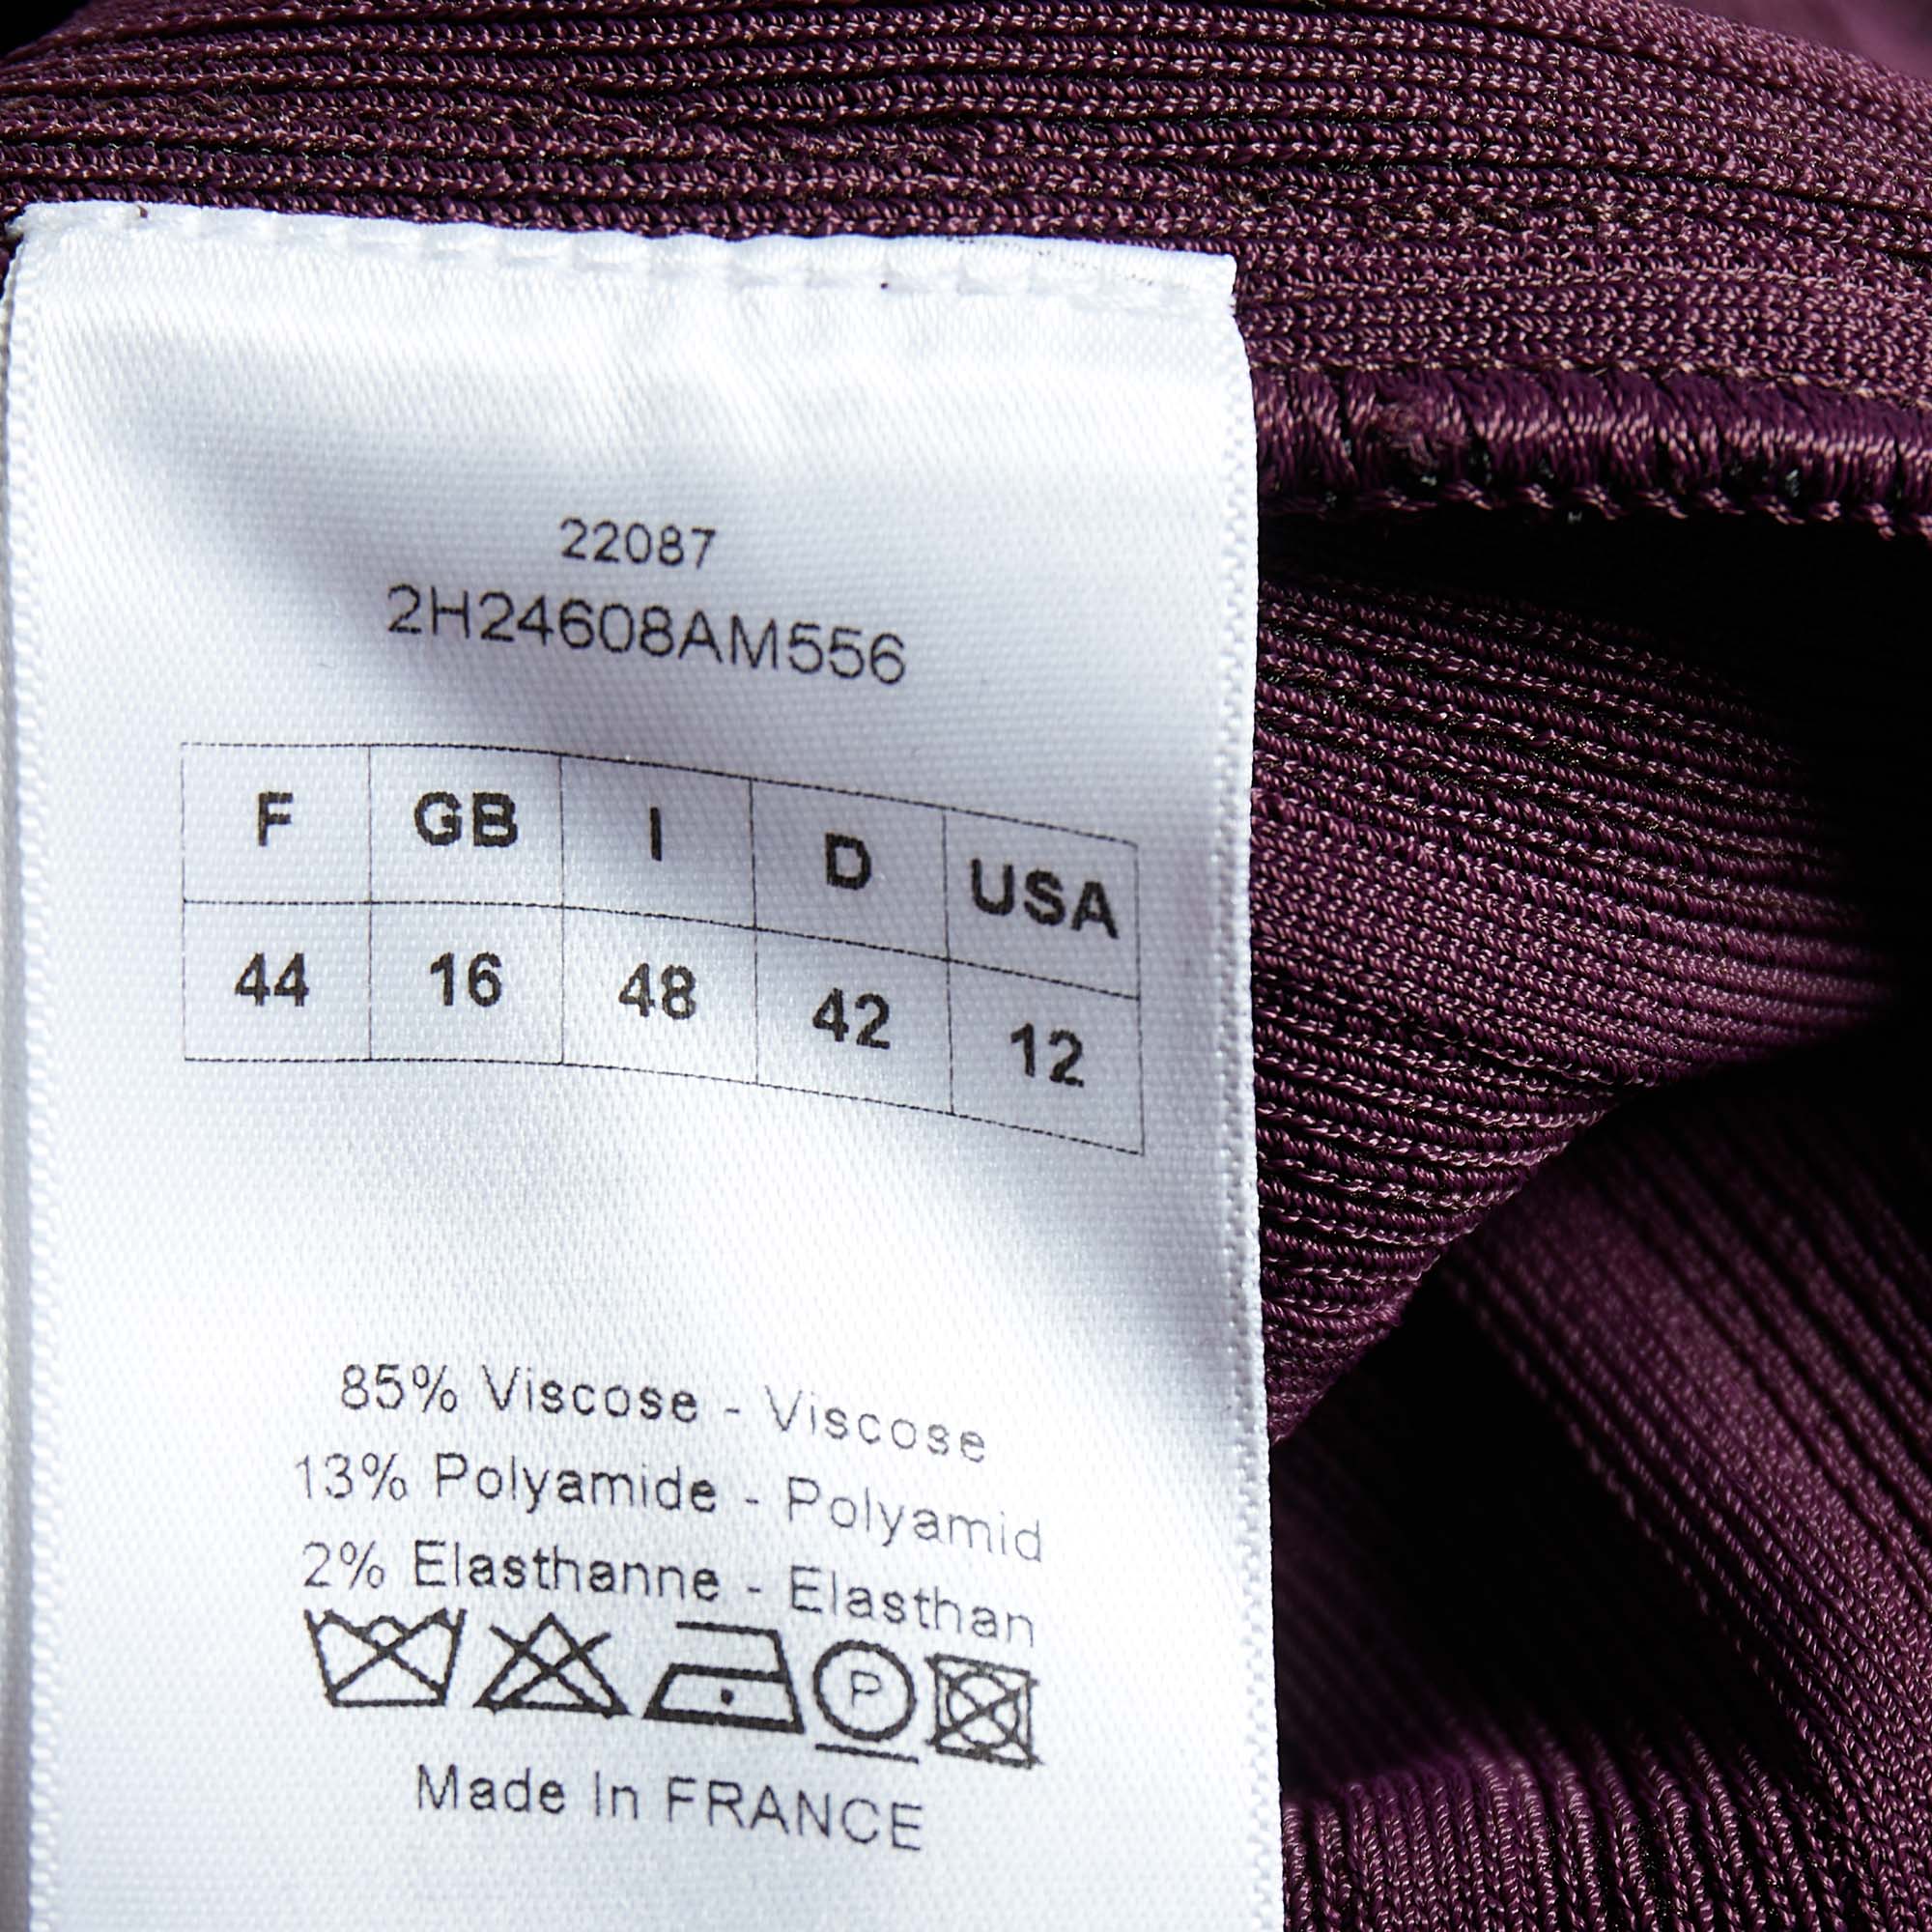 22087
2H24608AM556
F GB I D USA
44 16 48 42 12
85% Viscose - Viscose
13% Polyamide - Polyamid
2% Elasthanne - Elasthan
P
Made In FRANCE